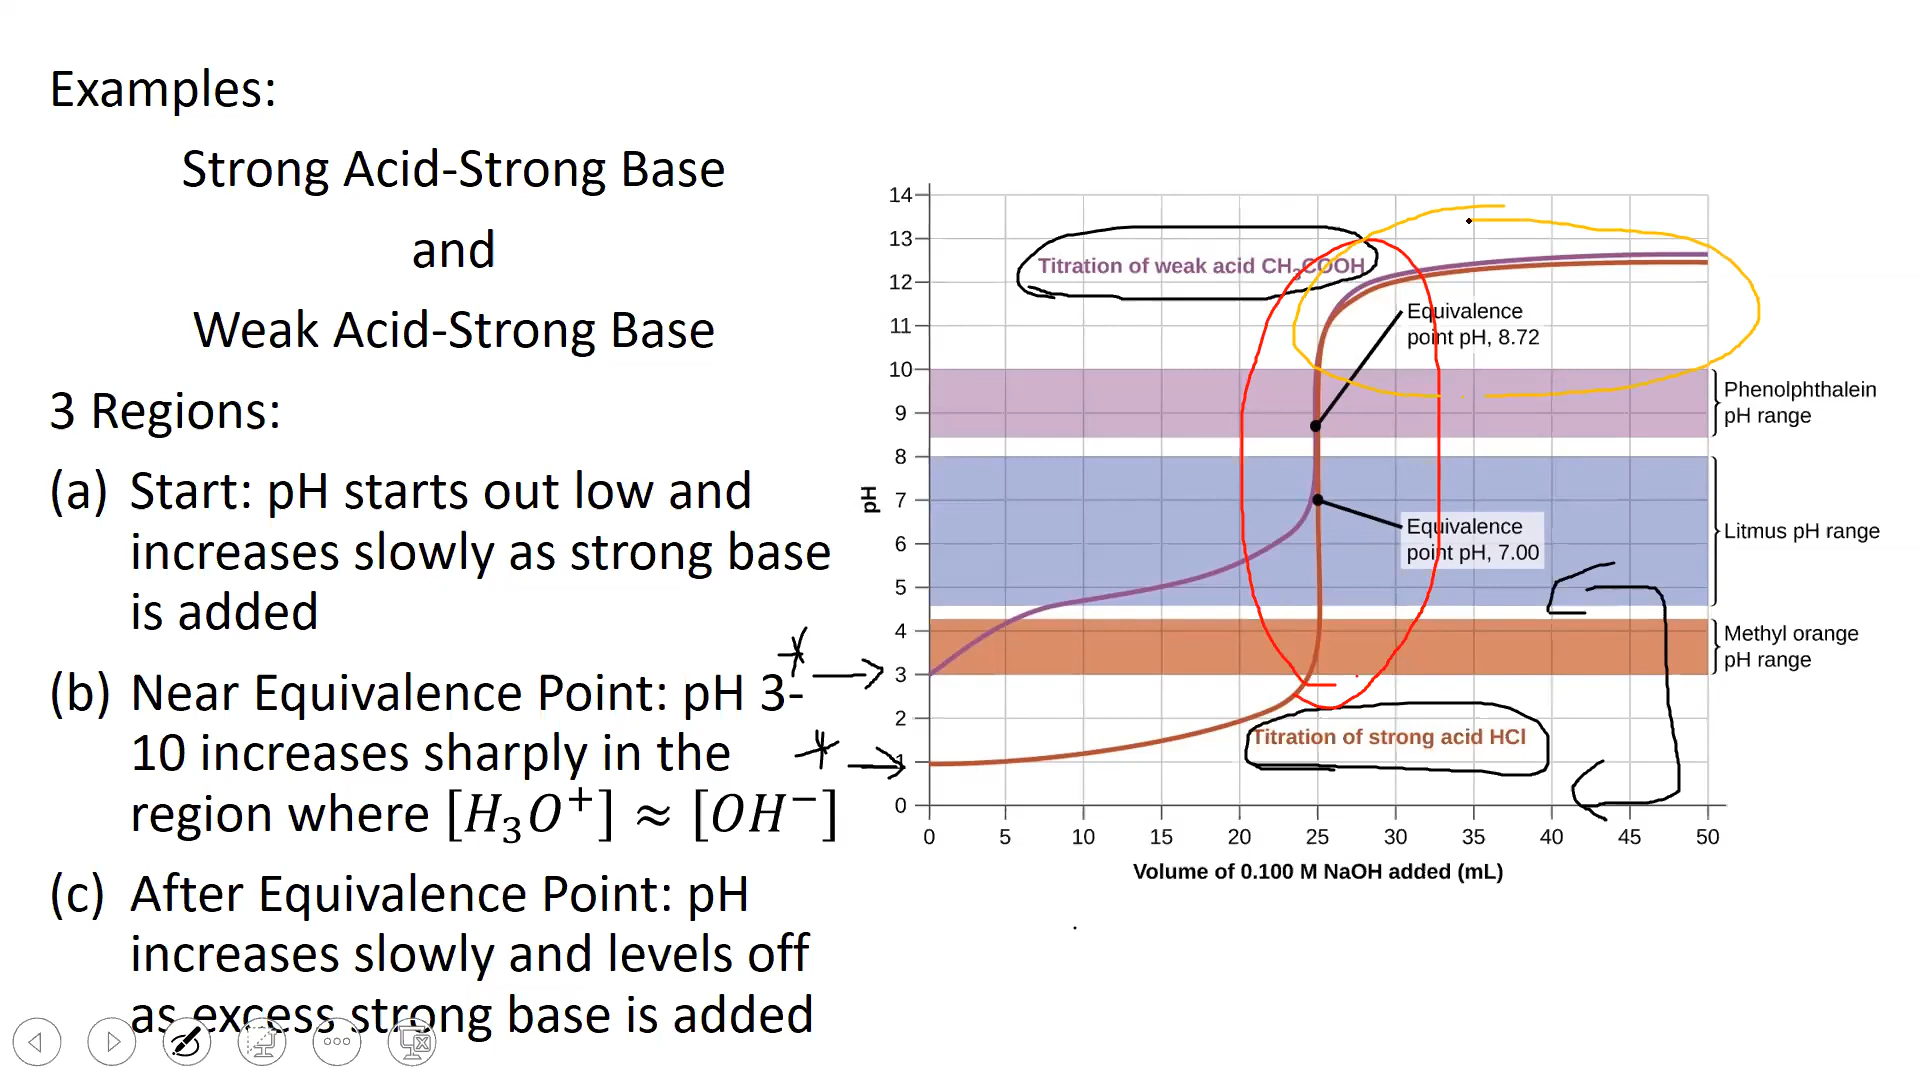 Examples:
Strong Acid-Strong Base
and
Weak Acid-Strong Base
3 Regions:
(a) Start: pH starts out low and
increases slowly as strong base
is added
(b) Near Equivalence Point: pH 3-
10 increases sharply in the
region where [H₃O⁺] ≈ [OH⁻]
(c) After Equivalence Point: pH
increases slowly and levels off
as excess strong base is added
14
13
12
11
10
9
8
7
6
5
4
3
2
1
0
pH
Titration of weak acid CH₃COOH
Equivalence
point pH, 8.72
Phenolphthalein
pH range
Equivalence
point pH, 7.00
Litmus pH range
Methyl orange
pH range
Titration of strong acid HCl
0 5 10 15 20 25 30 35 40 45 50
Volume of 0.100 M NaOH added (mL)